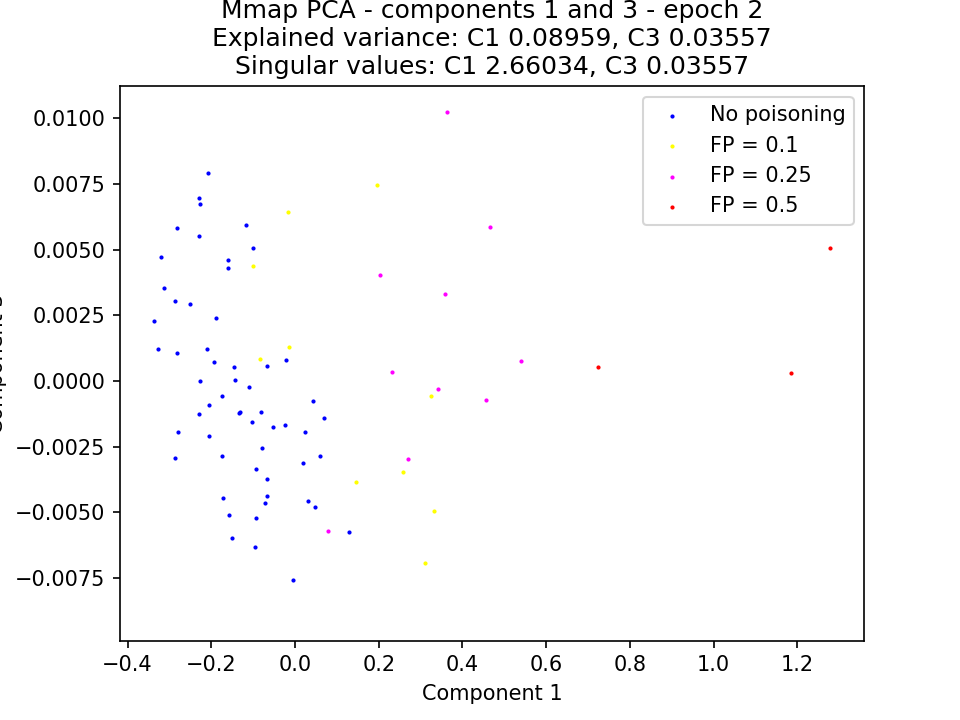 Mmap PCA - components 1 and 3 - epoch 2
Explained variance: C1 0.08959, C3 0.03557
Singular values: C1 2.66034, C3 0.03557
No poisoning
FP = 0.1
FP = 0.25
FP = 0.5
0.0100
0.0075
0.0050
0.0025
0.0000
−0.0025
−0.0050
−0.0075
−0.4
−0.2
0.0
0.2
0.4
0.6
0.8
1.0
1.2
Component 1